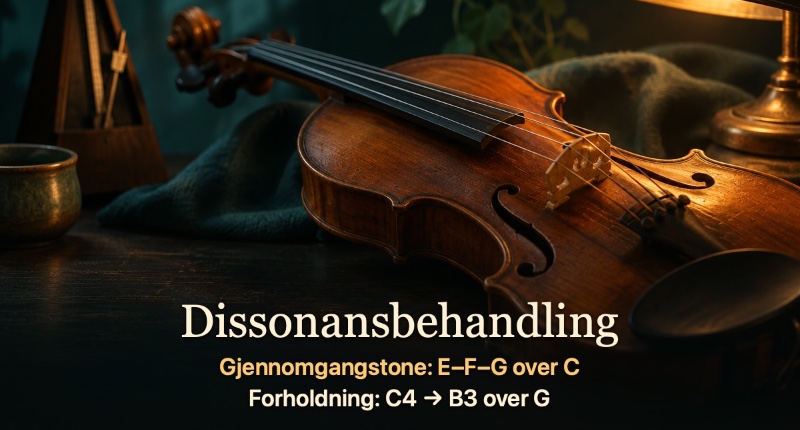 Dissonansbehandling
Gjennomgangstone: E–F–G over C
Forholdning: C4 → B3 over G